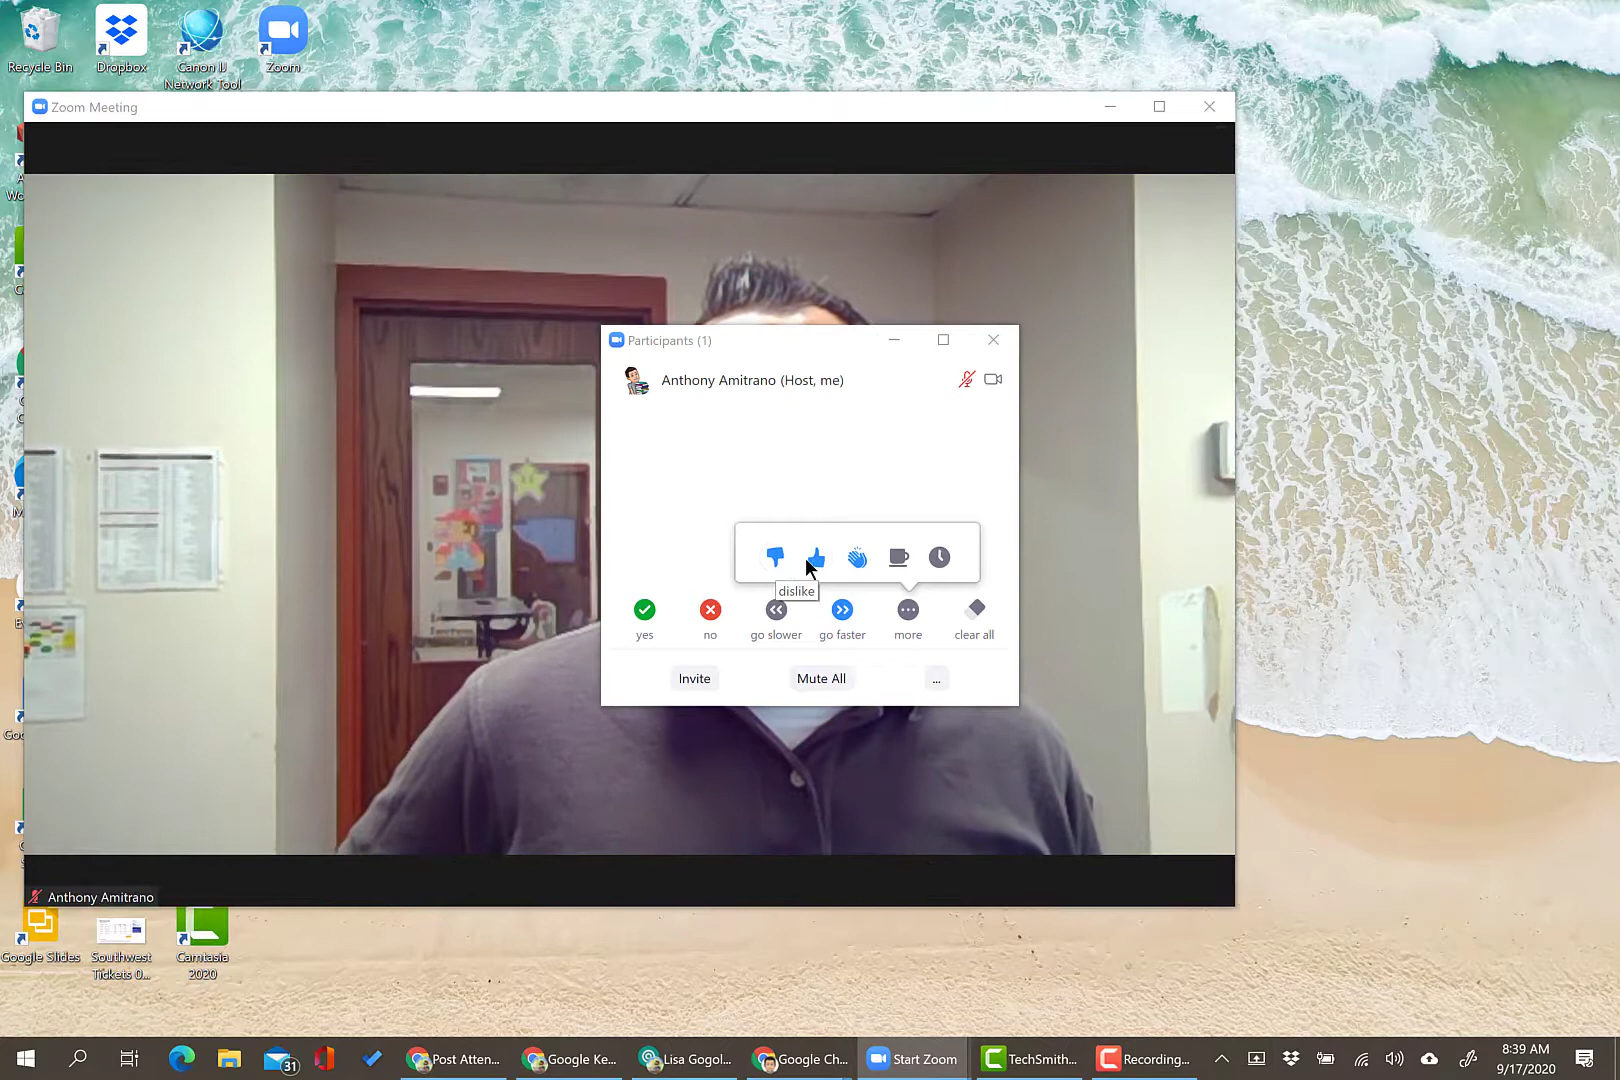 Recycle Bin
Dropbox
Canon IJ
Network Tool
Zoom
Zoom Meeting
Participants (1)
Anthony Amitrano (Host, me)
dislike
yes
no
go slower
go faster
more
clear all
Invite
Mute All
...
Anthony Amitrano
Google Slides
Southwest
Tickets 0...
Camtasia
2020
31
Post Atten...
Google Ke...
Lisa Gogol...
Google Ch...
Start Zoom
TechSmith...
Recording...
8:39 AM
9/17/2020